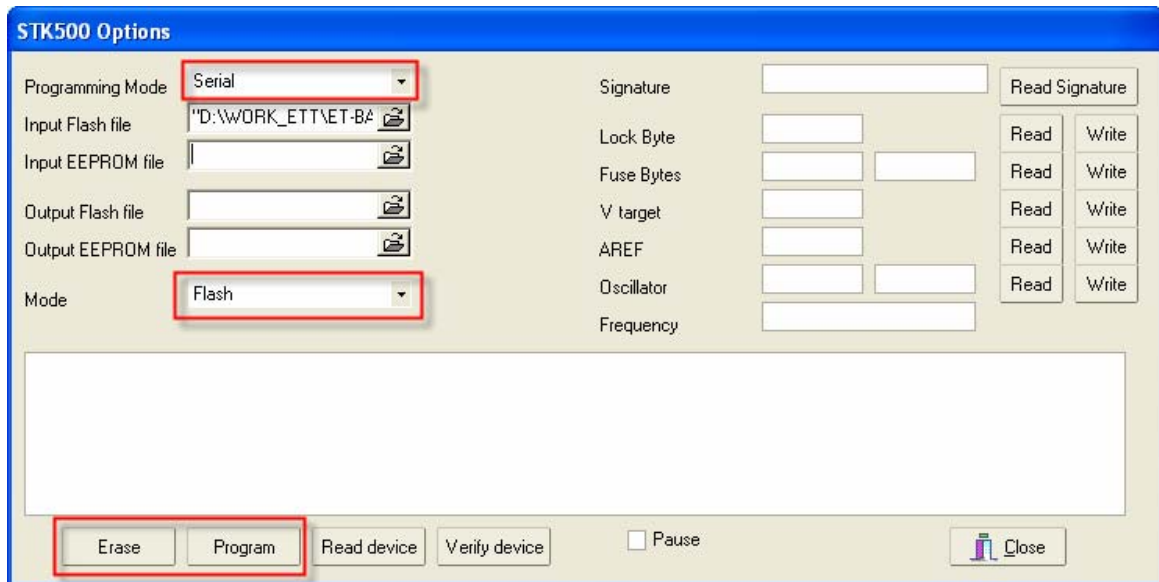 STK500 Options
Programming Mode Serial
Input Flash file "D:\WORK_ETT\ET-BA
Input EEPROM file
Output Flash file
Output EEPROM file
Mode Flash
Signature Read Signature
Lock Byte Read Write
Fuse Bytes Read Write
V target Read Write
AREF Read Write
Oscillator Read Write
Frequency
Erase Program Read device Verify device Pause Close